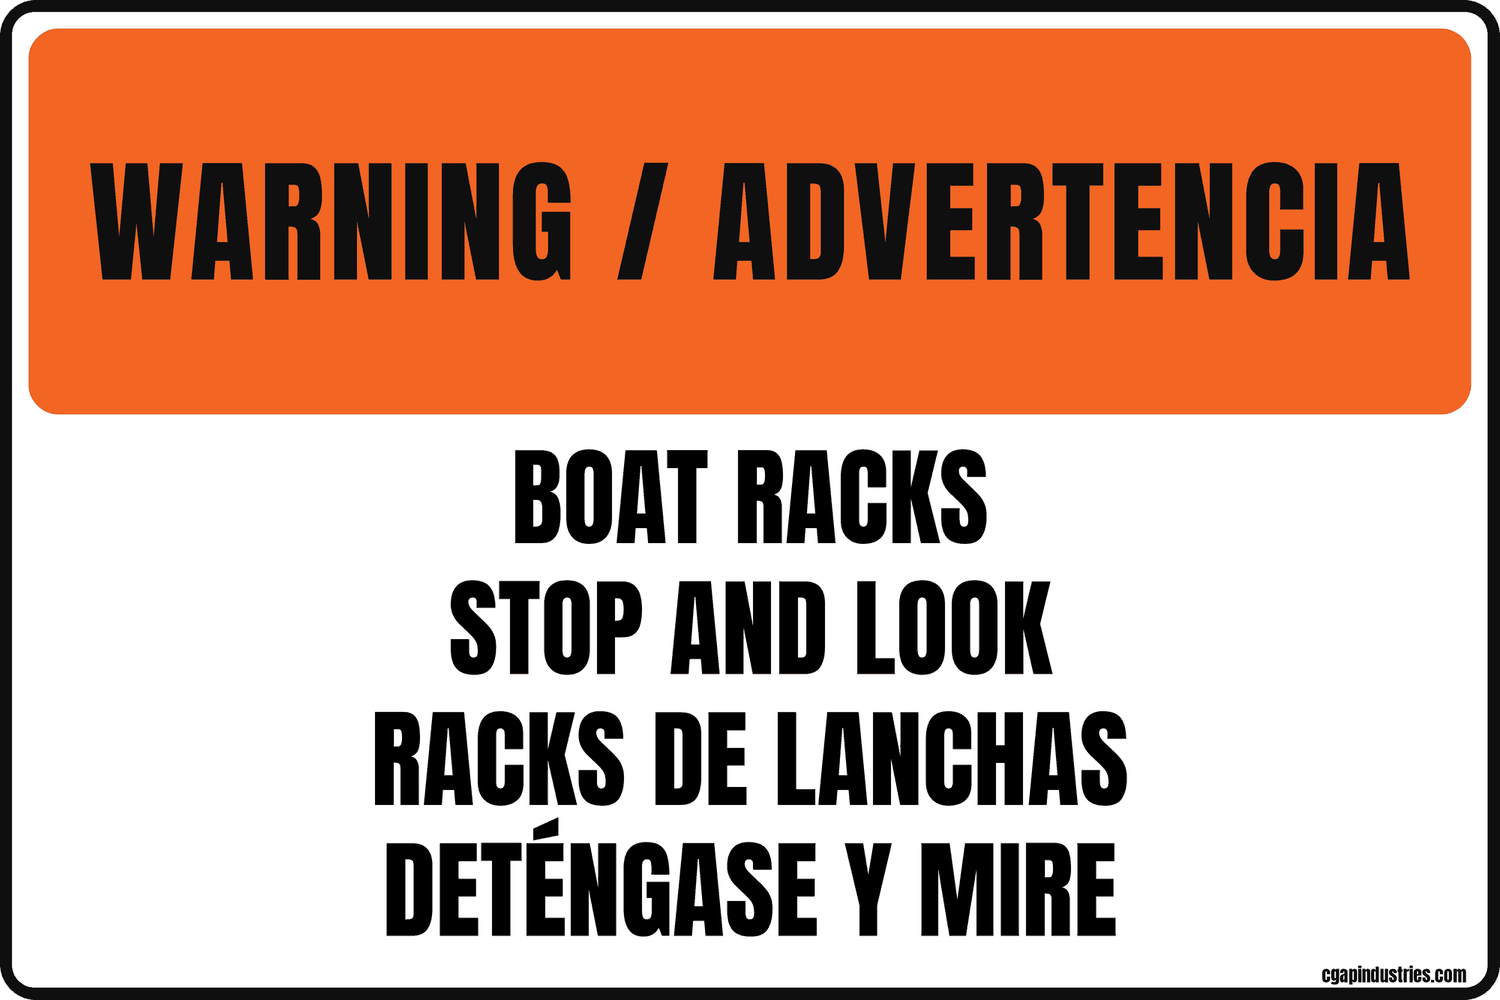 WARNING / ADVERTENCIA
BOAT RACKS
STOP AND LOOK
RACKS DE LANCHAS
DETÉNGASE Y MIRE
cgapindustries.com